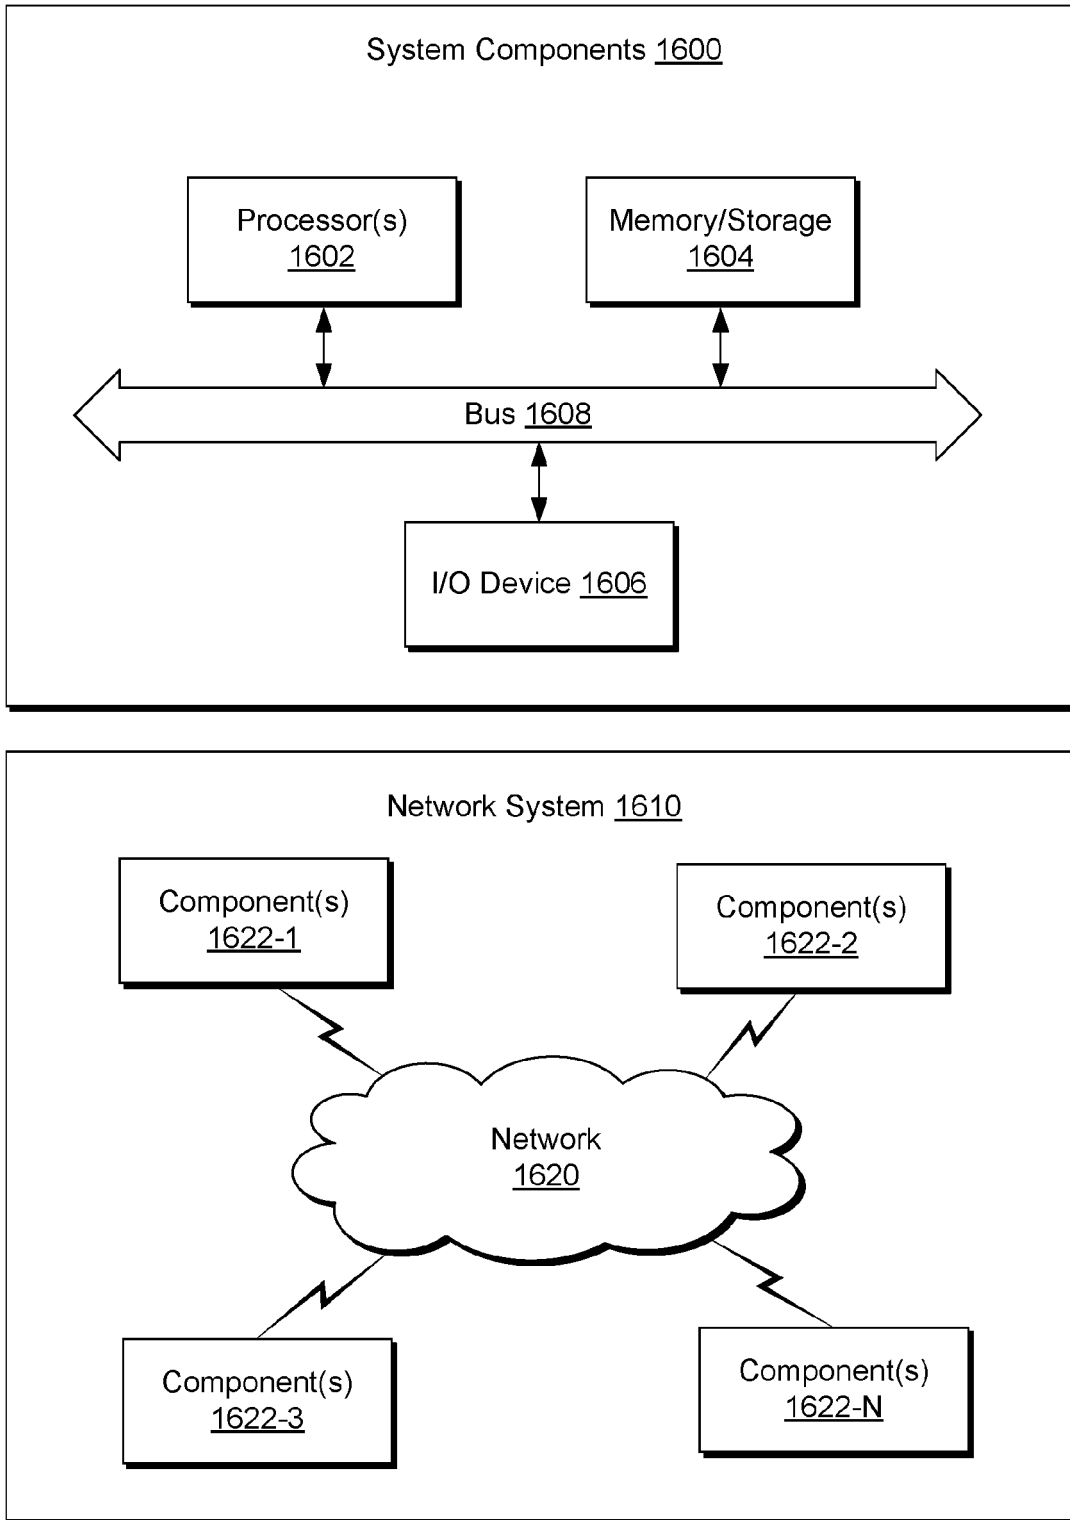 System Components 1600
Processor(s)
1602
Memory/Storage
1604
Bus 1608
I/O Device 1606
Network System 1610
Component(s)
1622-1
Component(s)
1622-2
Network
1620
Component(s)
1622-3
Component(s)
1622-N